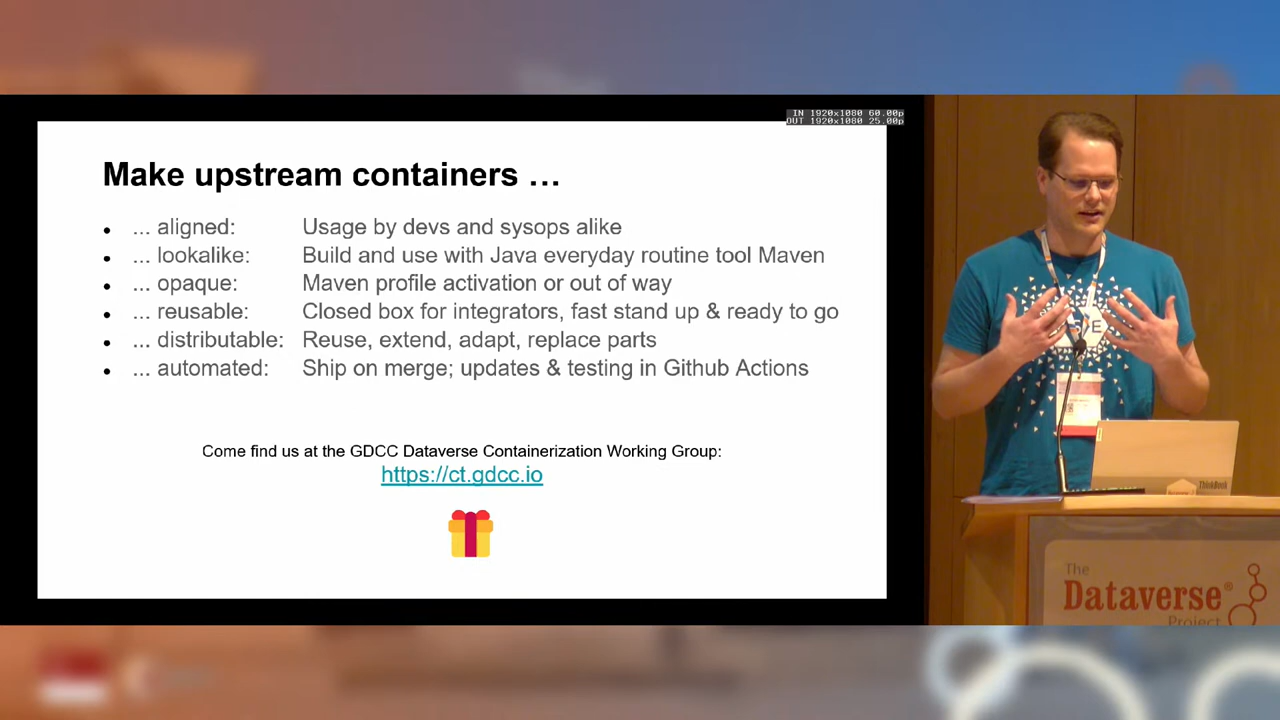 IN 1920x1080 60.00p
OUT 1920x1080 25.00p
Make upstream containers …
● ... aligned: Usage by devs and sysops alike
● ... lookalike: Build and use with Java everyday routine tool Maven
● ... opaque: Maven profile activation or out of way
● ... reusable: Closed box for integrators, fast stand up & ready to go
● ... distributable: Reuse, extend, adapt, replace parts
● ... automated: Ship on merge; updates & testing in Github Actions
Come find us at the GDCC Dataverse Containerization Working Group:
https://ct.gdcc.io
E
ThinkBook
The
Dataverse®
Project